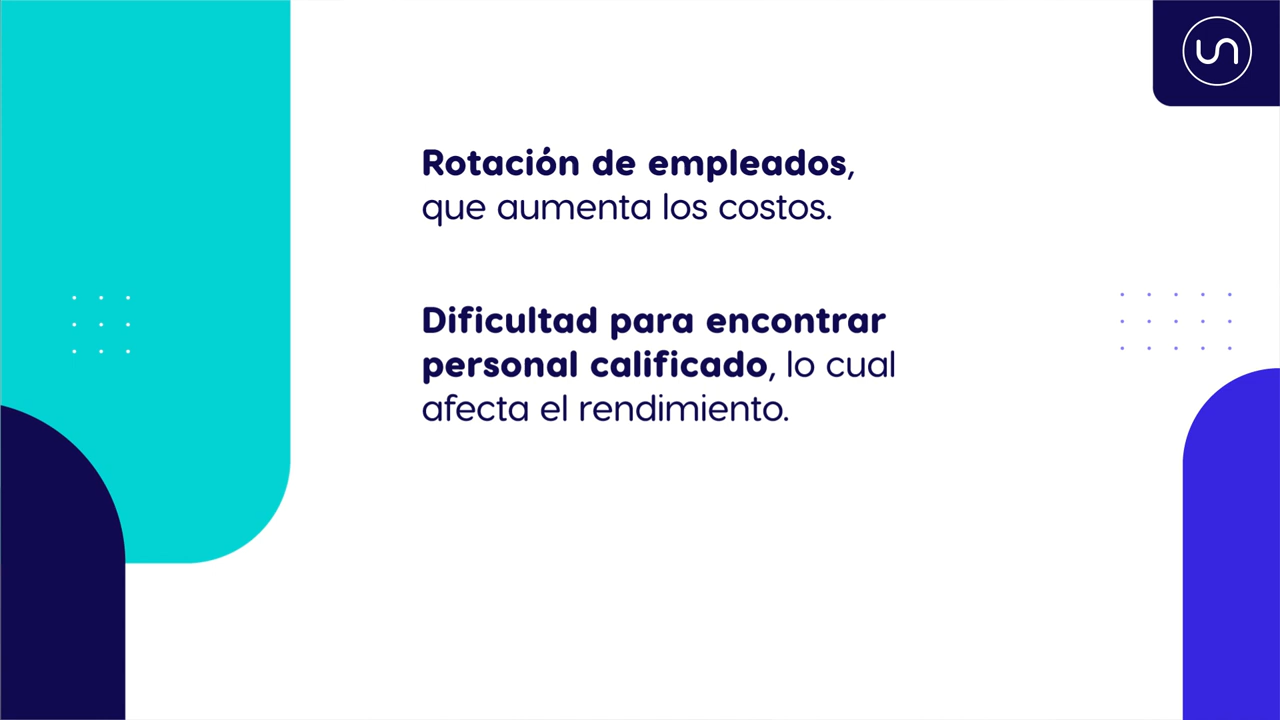 Rotación de empleados,
que aumenta los costos.
Dificultad para encontrar
personal calificado, lo cual
afecta el rendimiento.